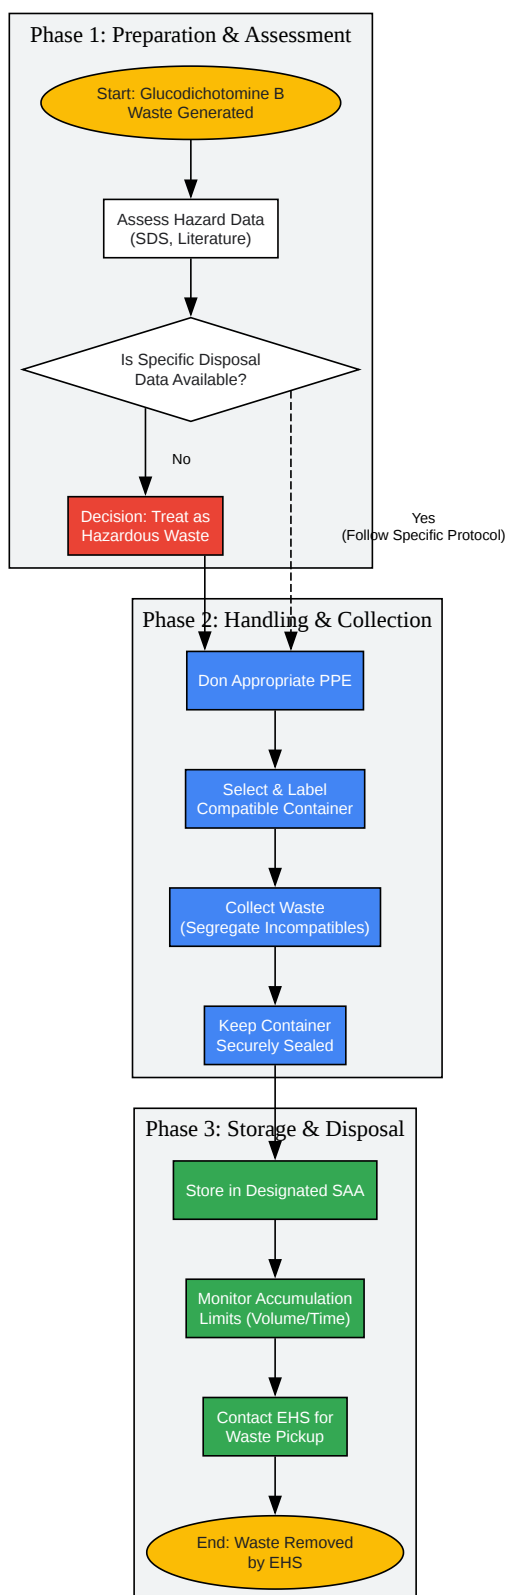 Phase 1: Preparation & Assessment
Start: Glucodichotomine B
Waste Generated
Assess Hazard Data
(SDS, Literature)
Is Specific Disposal
Data Available?
No
Decision: Treat as
Hazardous Waste
Yes
(Follow Specific Protocol)
Phase 2: Handling & Collection
Don Appropriate PPE
Select & Label
Compatible Container
Collect Waste
(Segregate Incompatibles)
Keep Container
Securely Sealed
Phase 3: Storage & Disposal
Store in Designated SAA
Monitor Accumulation
Limits (Volume/Time)
Contact EHS for
Waste Pickup
End: Waste Removed
by EHS